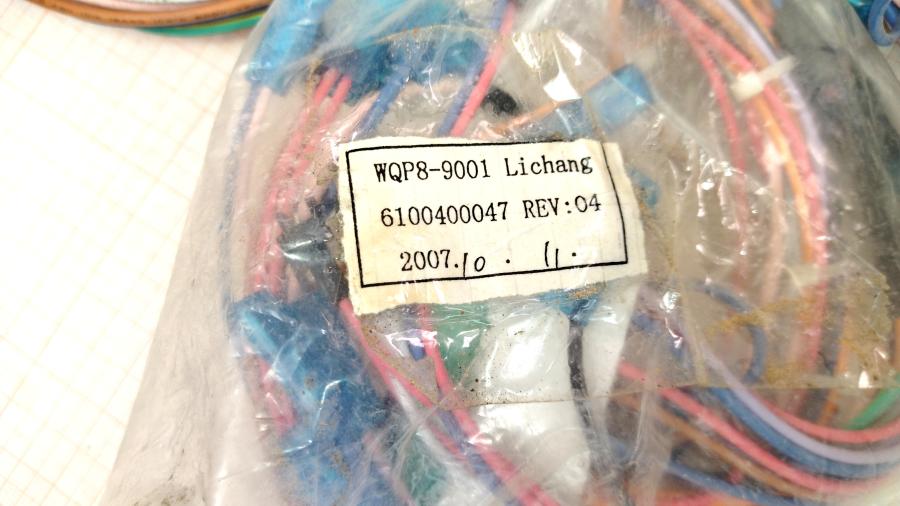 WQP8-9001 Lichang
6100400047 REV:04
2007.10 . 11.